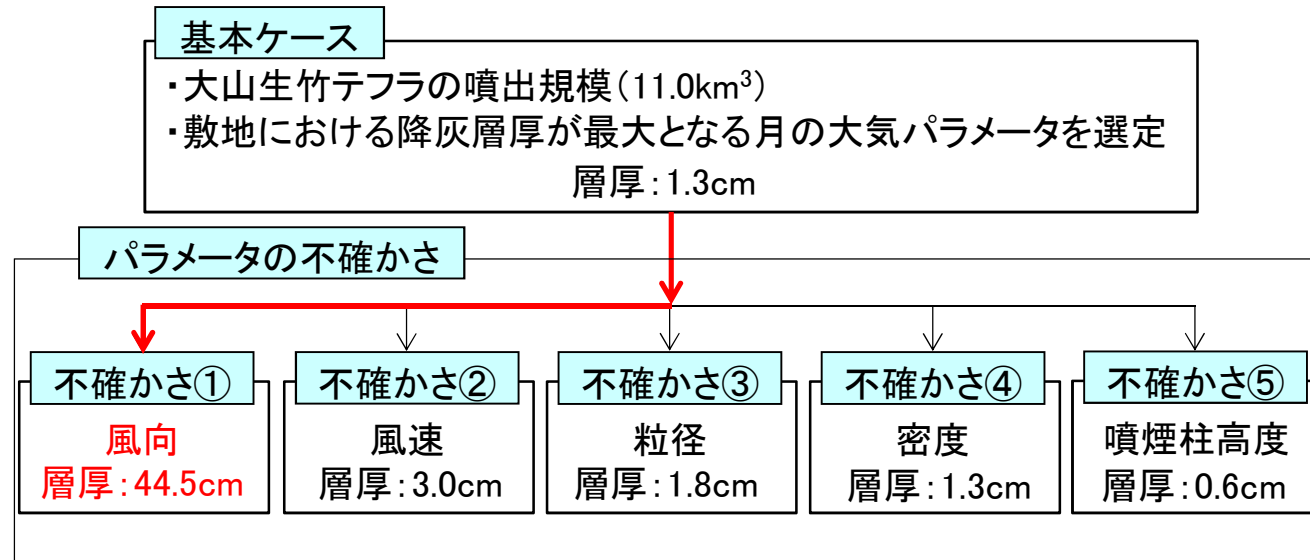 基本ケース
・大山生竹テフラの噴出規模(11.0km³)
・敷地における降灰層厚が最大となる月の大気パラメータを選定
層厚:1.3cm
パラメータの不確かさ
不確かさ①
風向
層厚:44.5cm
不確かさ②
風速
層厚:3.0cm
不確かさ③
粒径
層厚:1.8cm
不確かさ④
密度
層厚:1.3cm
不確かさ⑤
噴煙柱高度
層厚:0.6cm